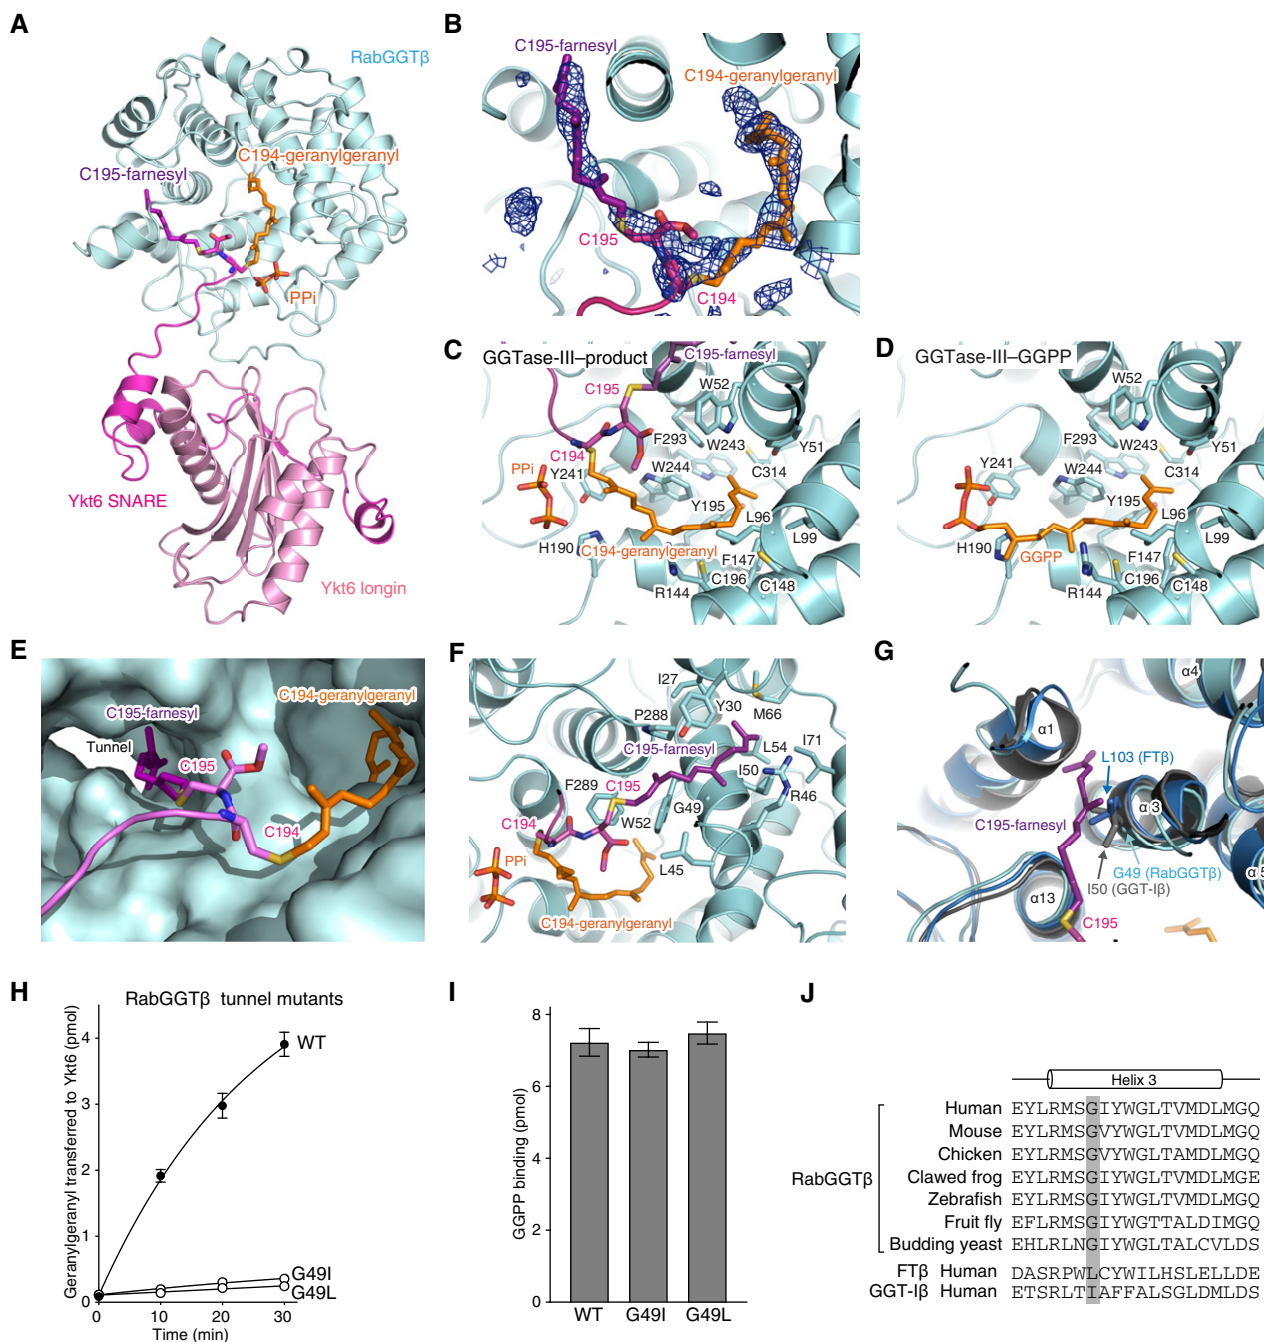 A
RabGGTβ
C194-geranylgeranyl
C195-farnesyl
PPi
Ykt6 SNARE
Ykt6 longin
B
C195-farnesyl
C194-geranylgeranyl
C195
C194
C
GGTase-III–product
C195-farnesyl
C195
W52
F293
W243
Y51
C194
PPi
Y241
W244
C314
Y195
L96
L99
H190
C194-geranylgeranyl
F147
R144
C196
C148
D
GGTase-III–GGPP
W52
F293
W243
Y51
Y241
W244
C314
Y195
L96
L99
H190
GGPP
F147
R144
C196
C148
E
C194-geranylgeranyl
C195-farnesyl
Tunnel
C195
C194
F
I27
Y30
M66
P288
C195-farnesyl
L54
I71
I50
F289
C195
R46
G49
C194
W52
PPi
L45
C194-geranylgeranyl
G
α4
α1
L103 (FTβ)
α3
C195-farnesyl
G49 (RabGGTβ)
I50 (GGT-Iβ)
α5
α13
C195
H
RabGGTβ tunnel mutants
Geranylgeranyl transferred to Ykt6 (pmol)
4
3
2
1
0
WT
G49I
G49L
0 10 20 30
Time (min)
I
GGPP binding (pmol)
8
6
4
2
0
WT G49I G49L
J
Helix 3
RabGGTβ
Human EYLRMSGIYWGLTVMDLMGQ
Mouse EYLRMSGVYWGLTVMDLMGQ
Chicken EYLRMSGVYWGLTAMDLMGQ
Clawed frog EYLRMSGIYWGLTVMDLMGE
Zebrafish EYLRMSGIYWGLTVMDLMGQ
Fruit fly EFLRMSGIYWGTTALDIMGQ
Budding yeast EHLRLNGIYWGLTALCVLDS
FTβ Human DASRPWLCYWILHSLELLDE
GGT-Iβ Human ETSRLTIAFFALSGLDMLDS